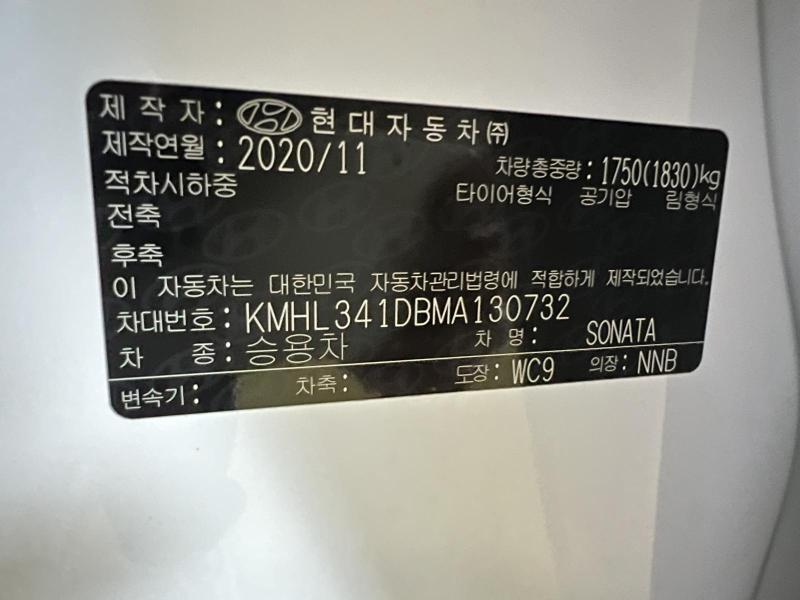 제 작 자 : 현대자동차㈜
제작연월 : 2020/11 차량총중량 : 1750(1830)kg
적차시하중 타이어형식 공기압 림형식
전축
후축
이 자동차는 대한민국 자동차관리법령에 적합하게 제작되었습니다.
차대번호 : KMHL341DBMA130732
차 종 : 승용차 차 명 : SONATA
변속기 : 차축 : 도장 : WC9 의장 : NNB